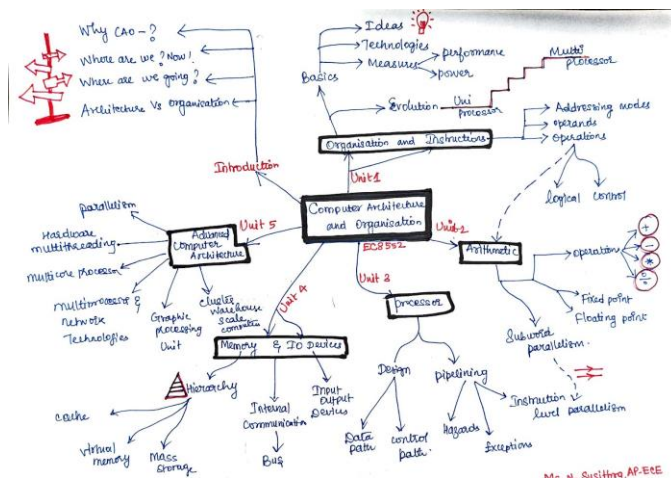 Why CAO-?
Where are we? Now!
Where are we going?
Architecture Vs organisation
Introduction
Ideas
Technologies
Measures
performance
power
Basics
Evolution
Uni
Processor
Multi
processor
Organisation and Instructions
Addressing modes
operands
operations
logical
control
Unit 1
Computer Architecture
and Organisation
EC8552
Unit-2
Arithmetic
operation
+
-
*
Fixed point
Floating point
Subword
parallelism.
Unit 3
processor
Design
Data
path
control
path.
pipelining
Hazards
Exceptions
Instruction
level parallelism
Unit 4
Memory & IO Devices
Hierarchy
cache
virtual
memory
Mass
storage
Internal
Communication
Bus
Input
Output
Devices
Unit 5
Advanced
Computer
Architecture
parallelism
Hardware
multithreading
multicore processor
multiprocessor &
network
Technologies
Graphic
processing
Unit
Cluster
warehouse
scale
computers
AP-ECE